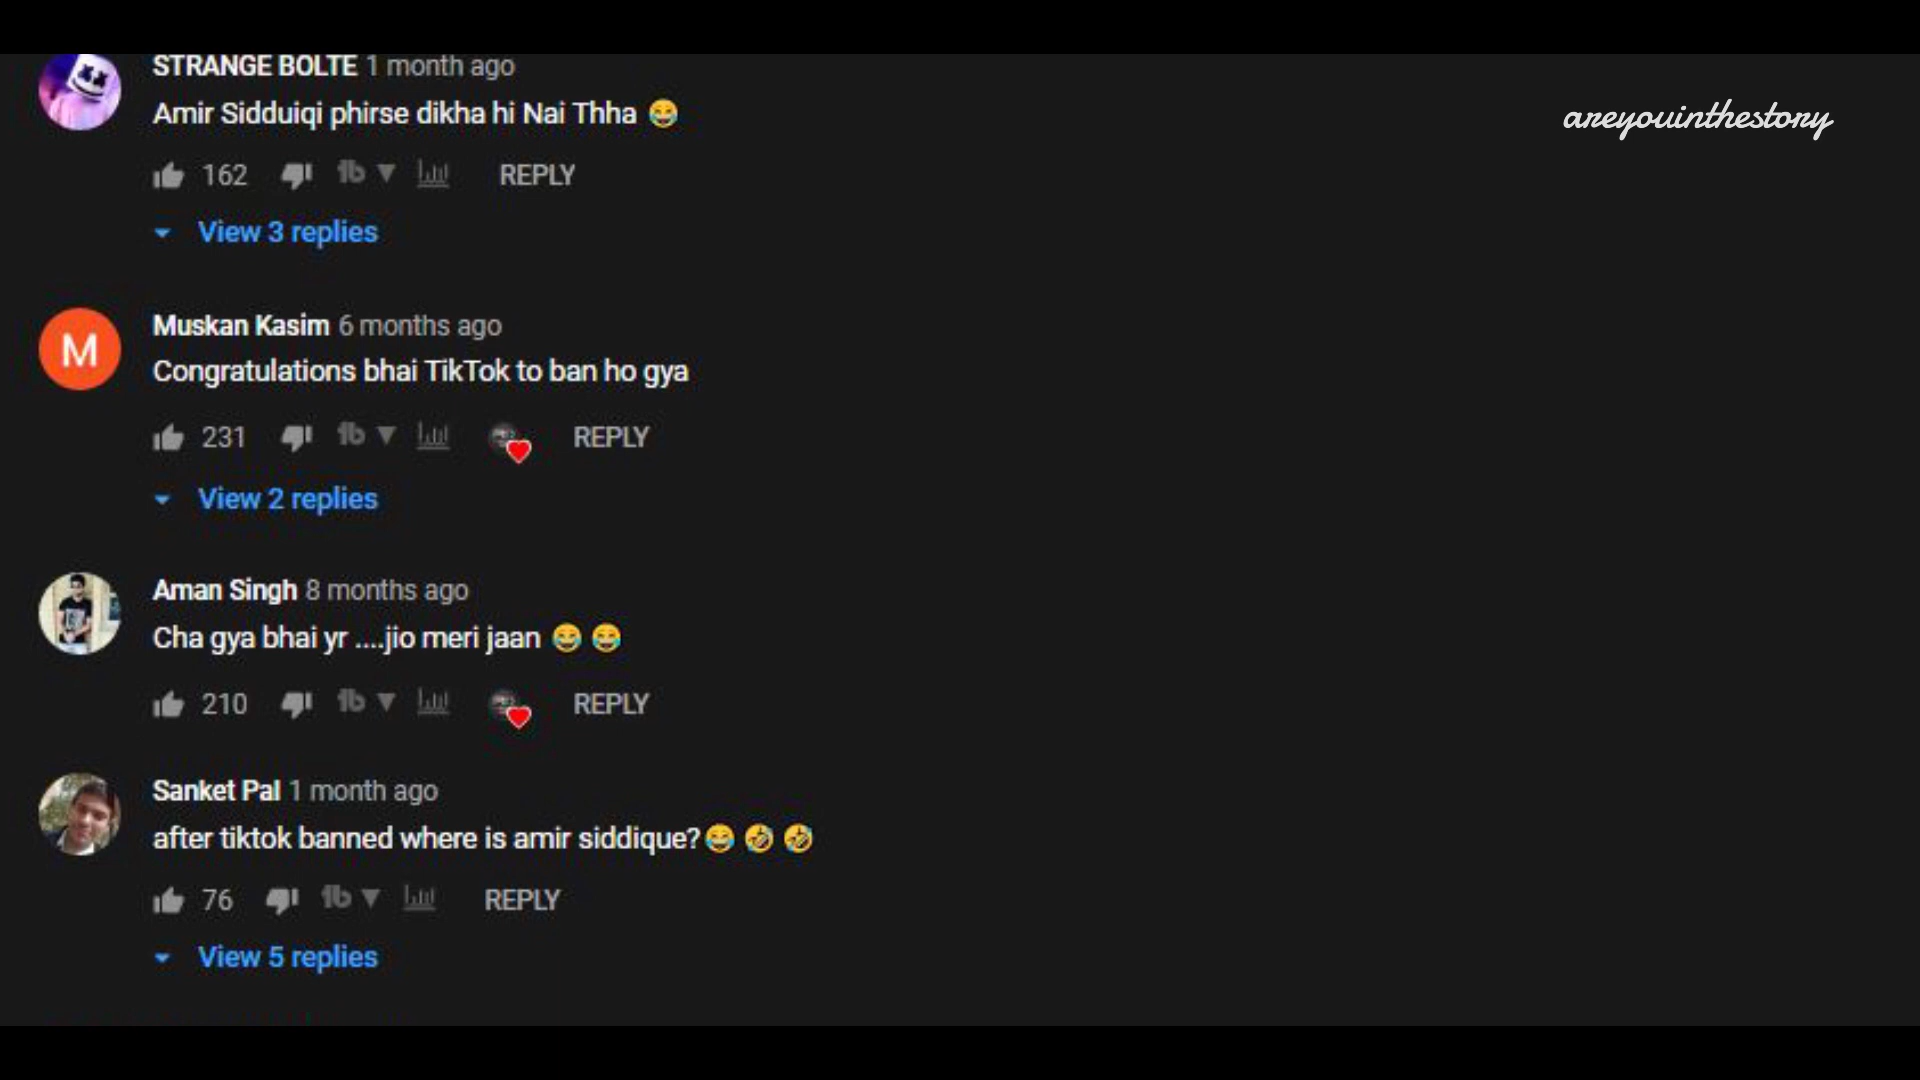 STRANGE BOLTE 1 month ago
areyouinthestory
Amir Sidduiqi phirse dikha hi Nai Thha 😂
162 REPLY
View 3 replies
M
Muskan Kasim 6 months ago
Congratulations bhai TikTok to ban ho gya
231 REPLY
View 2 replies
Aman Singh 8 months ago
Cha gya bhai yr ....jio meri jaan 😂 😂
210 REPLY
Sanket Pal 1 month ago
after tiktok banned where is amir siddique?😂 🤣 🤣
76 REPLY
View 5 replies